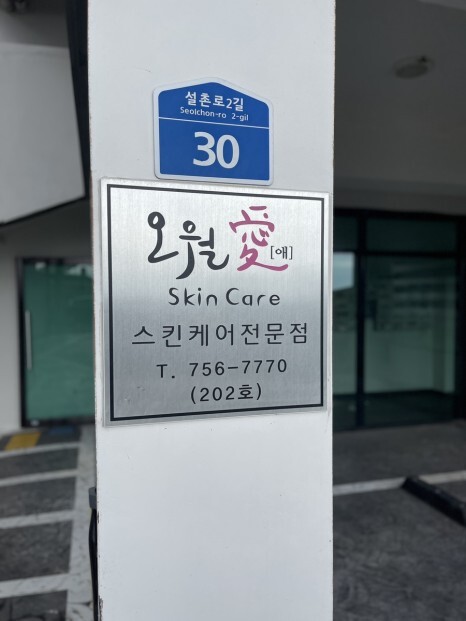 설촌로2길
Seolchon-ro 2-gil
30
오월愛[애]
Skin Care
스킨케어전문점
T. 756-7770
(202호)